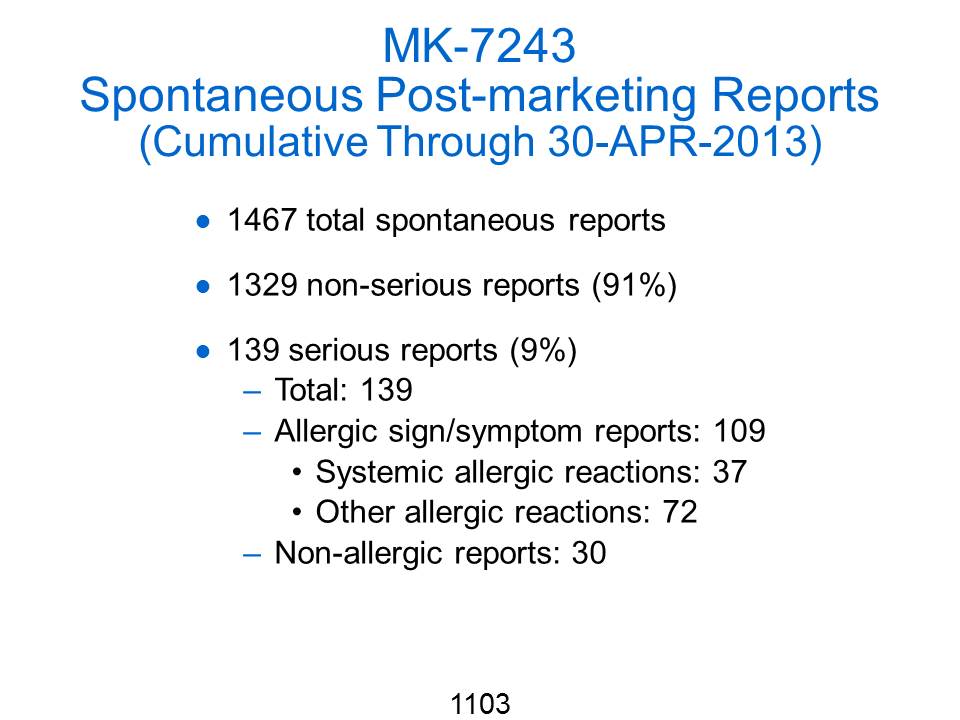 MK-7243
Spontaneous Post-marketing Reports
(Cumulative Through 30-APR-2013)
● 1467 total spontaneous reports
● 1329 non-serious reports (91%)
● 139 serious reports (9%)
– Total: 139
– Allergic sign/symptom reports: 109
• Systemic allergic reactions: 37
• Other allergic reactions: 72
– Non-allergic reports: 30
1103